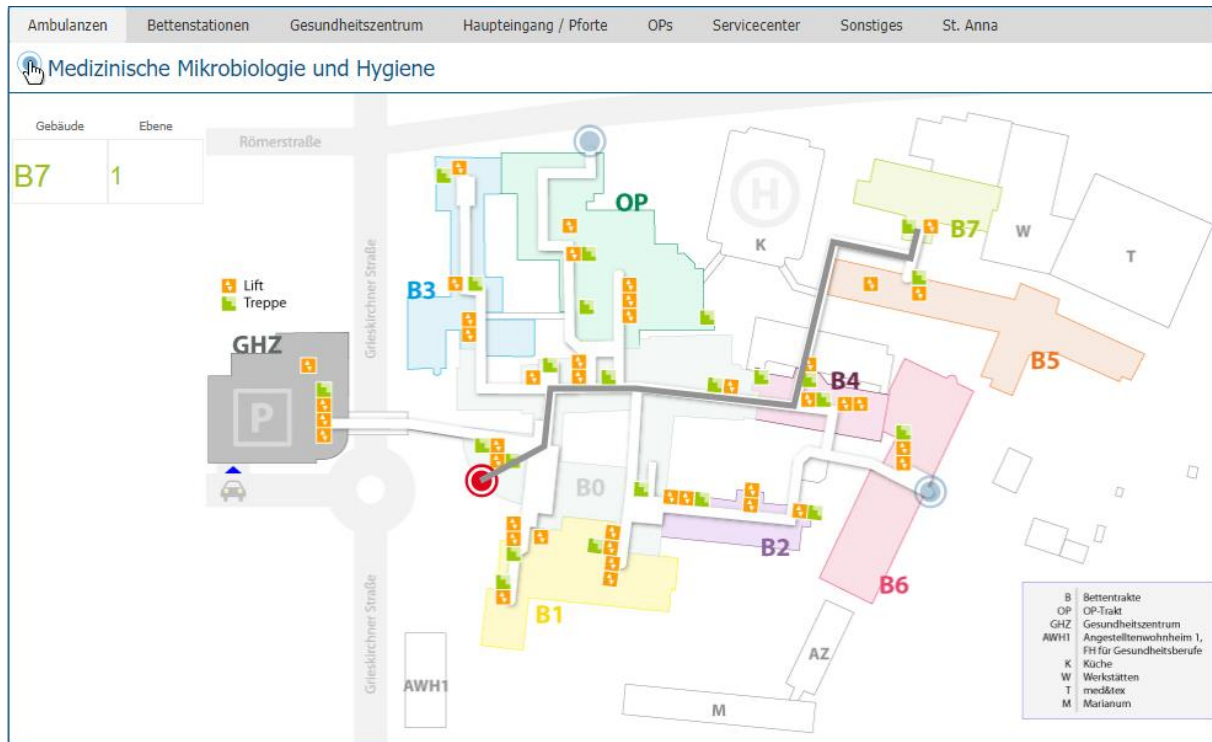 Ambulanzen Bettenstationen Gesundheitszentrum Haupteingang / Pforte OPs Servicecenter Sonstiges St. Anna
Medizinische Mikrobiologie und Hygiene
Gebäude Ebene
B7 1
Römerstraße
Grieskirchner Straße
OP
H
K
B7
W
T
B3
Lift
Treppe
GHZ
P
B4
B5
B0
B2
B1
B6
Grieskirchner Straße
AWH1
AZ
M
B Bettentrakte
OP OP-Trakt
GHZ Gesundheitszentrum
AWH1 Angestelltenwohnheim 1,
FH für Gesundheitsberufe
K Küche
W Werkstätten
T med&tex
M Marianum